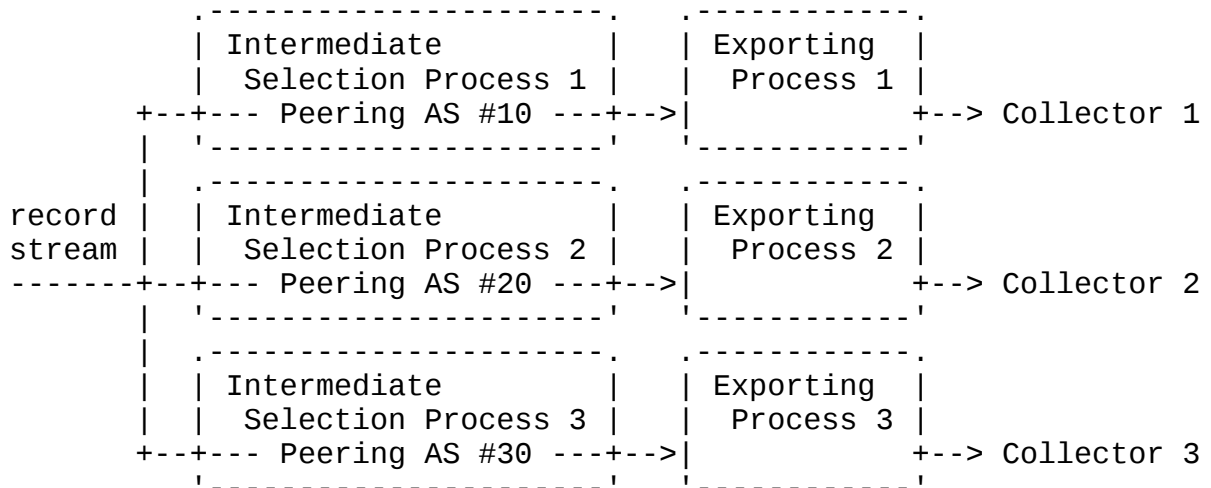 .----------------------. .------------.
| Intermediate | | Exporting |
| Selection Process 1 | | Process 1 |
+--+--- Peering AS #10 ---+-->| +--> Collector 1
| '----------------------' '------------'
| .----------------------. .------------.
record | | Intermediate | | Exporting |
stream | | Selection Process 2 | | Process 2 |
-------+--+--- Peering AS #20 ---+-->| +--> Collector 2
| '----------------------' '------------'
| .----------------------. .------------.
| | Intermediate | | Exporting |
| | Selection Process 3 | | Process 3 |
+--+--- Peering AS #30 ---+-->| +--> Collector 3
'----------------------' '------------'